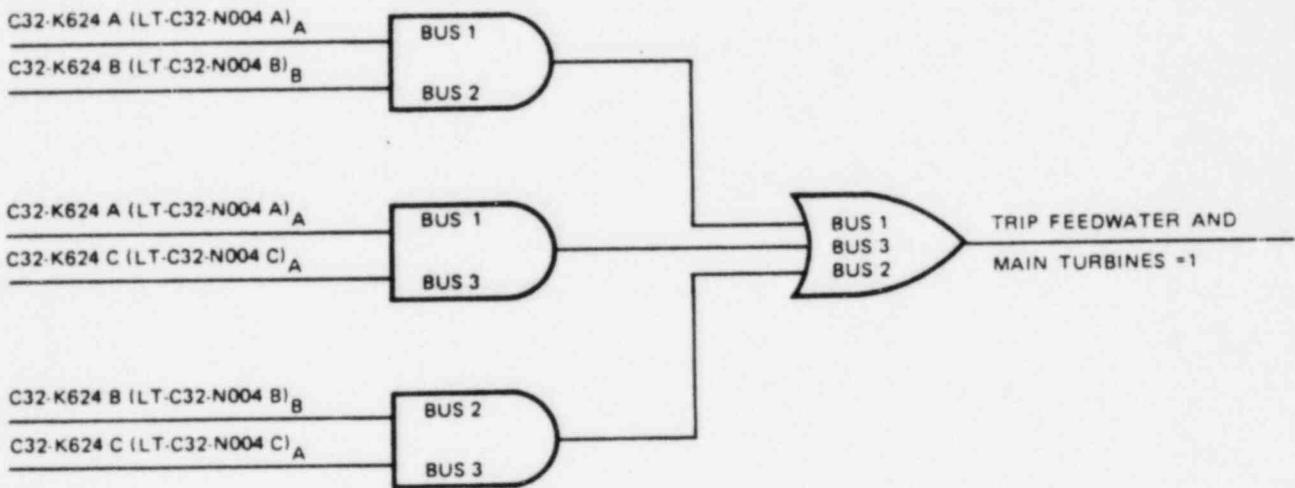 C32-K624 A (LT-C32-N004 A)A
BUS 1
C32-K624 B (LT-C32-N004 B)B
BUS 2
C32-K624 A (LT-C32-N004 A)A
BUS 1
C32-K624 C (LT-C32-N004 C)A
BUS 3
BUS 1
BUS 3
BUS 2
TRIP FEEDWATER AND
MAIN TURBINES =1
C32-K624 B (LT-C32-N004 B)B
BUS 2
C32-K624 C (LT-C32-N004 C)A
BUS 3